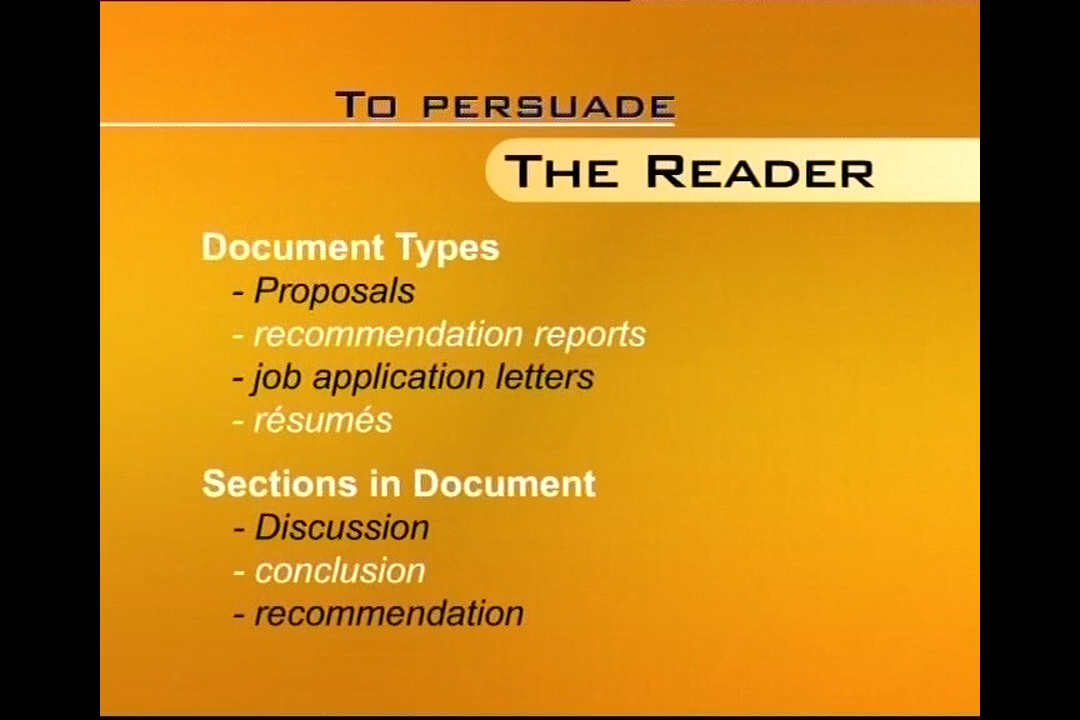 To persuade
The Reader
Document Types
- Proposals
- recommendation reports
- job application letters
- résumés
Sections in Document
- Discussion
- conclusion
- recommendation